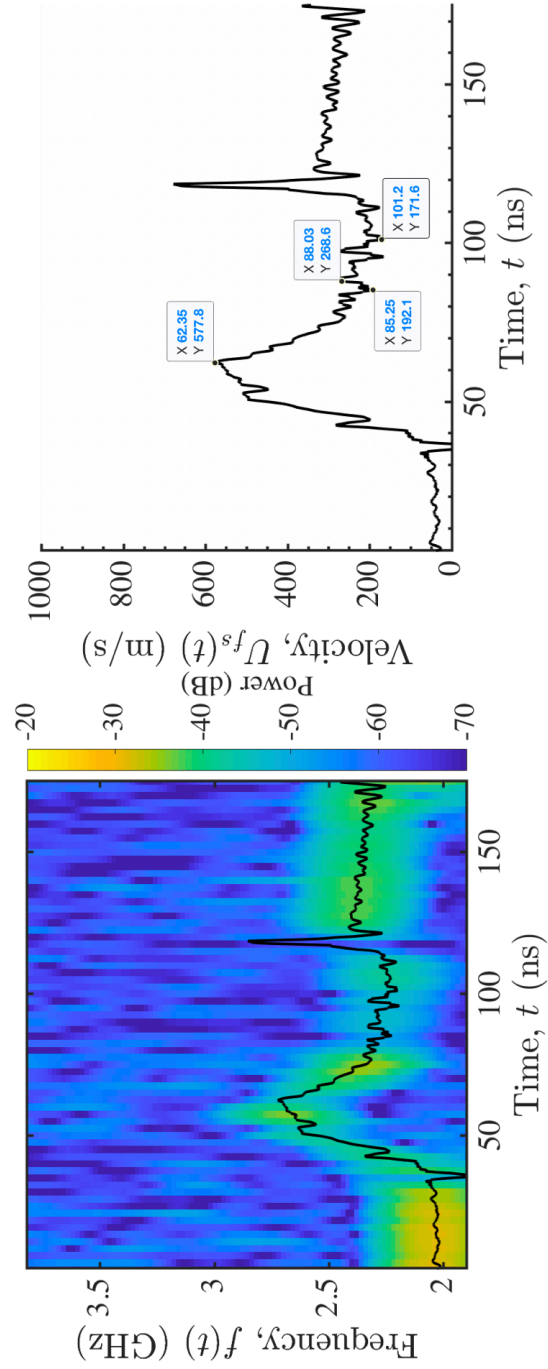 Frequency, f(t) (GHz)
3.5
3
2.5
2
50
100
150
Time, t (ns)
-20
-30
-40
-50
-60
-70
Power (dB)
Velocity, U_fs(t) (m/s)
1000
800
600
400
200
0
50
100
150
Time, t (ns)
X 62.35
Y 577.8
X 88.03
Y 268.6
X 85.25
Y 192.1
X 101.2
Y 171.6